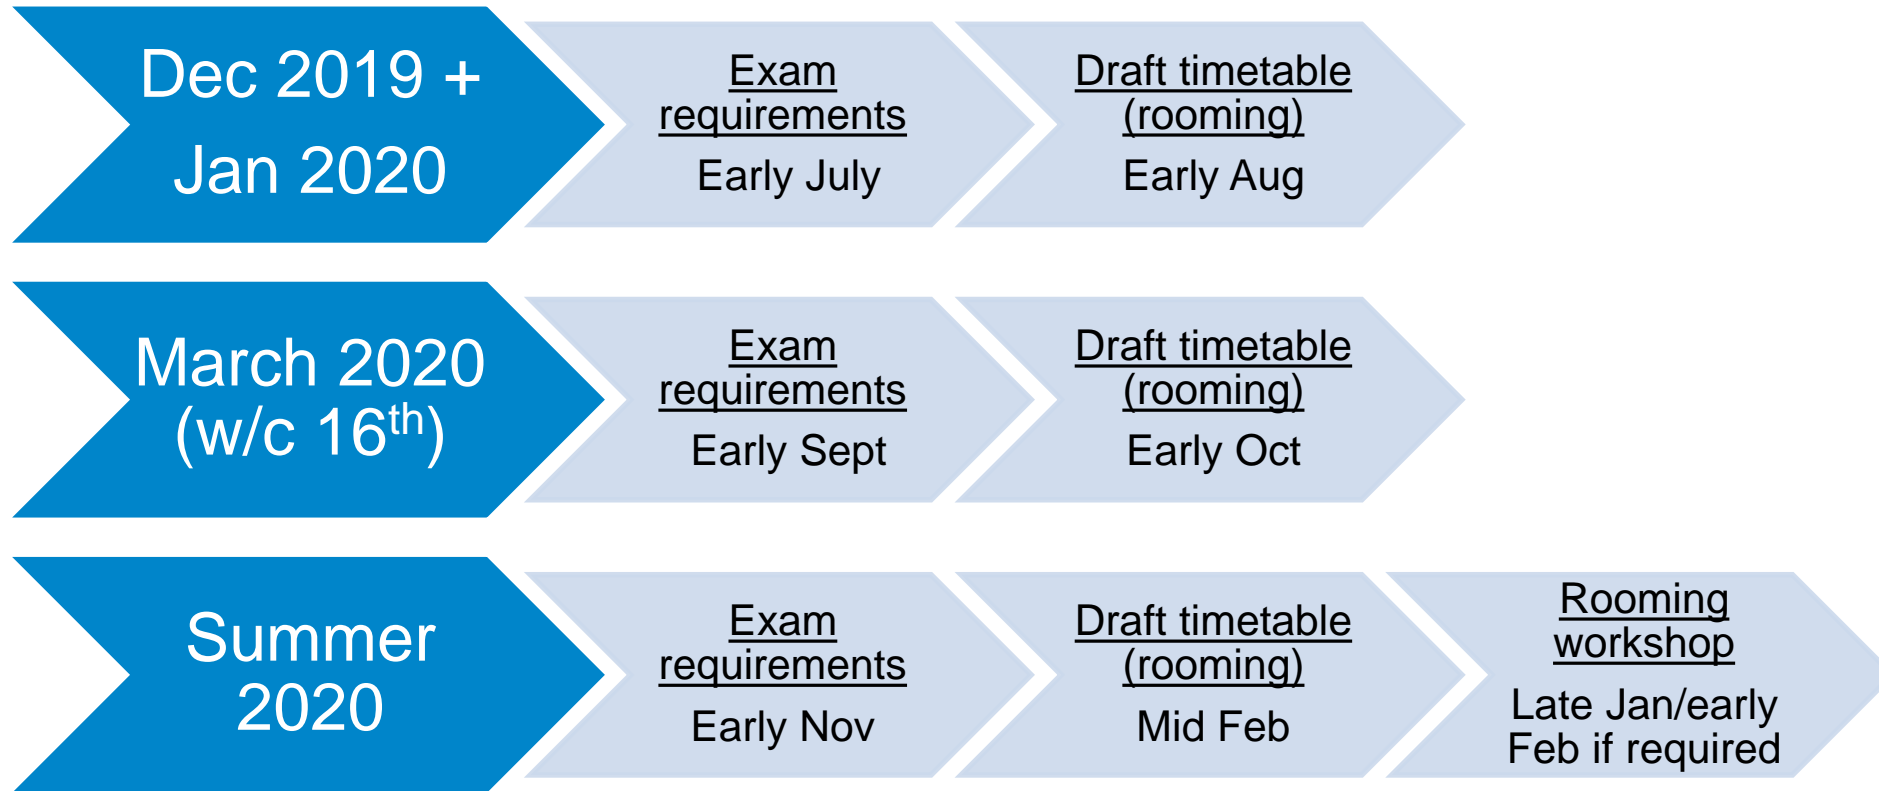 Dec 2019 +
Jan 2020
Exam
requirements
Early July
Draft timetable
(rooming)
Early Aug
March 2020
(w/c 16th)
Exam
requirements
Early Sept
Draft timetable
(rooming)
Early Oct
Summer
2020
Exam
requirements
Early Nov
Draft timetable
(rooming)
Mid Feb
Rooming
workshop
Late Jan/early
Feb if required